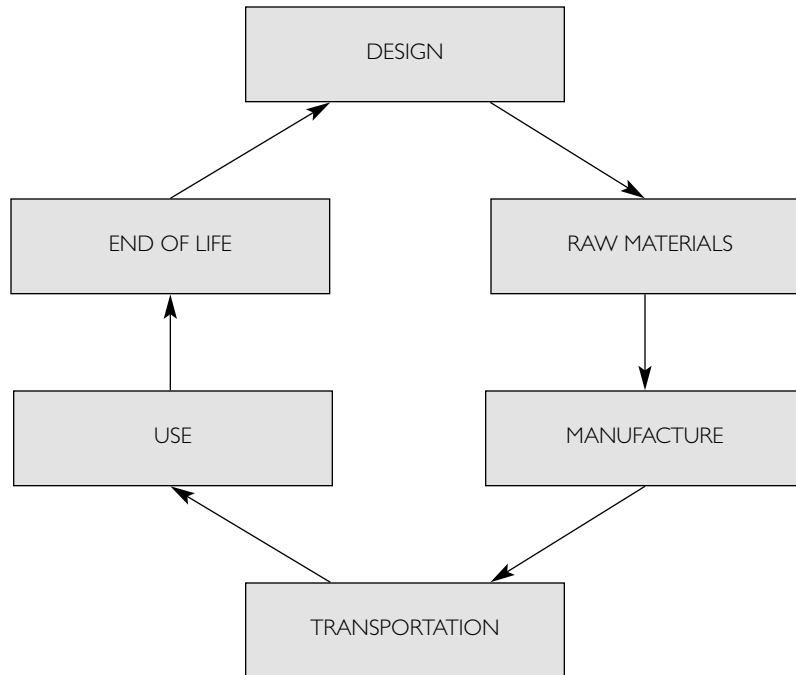 DESIGN
END OF LIFE
RAW MATERIALS
USE
MANUFACTURE
TRANSPORTATION